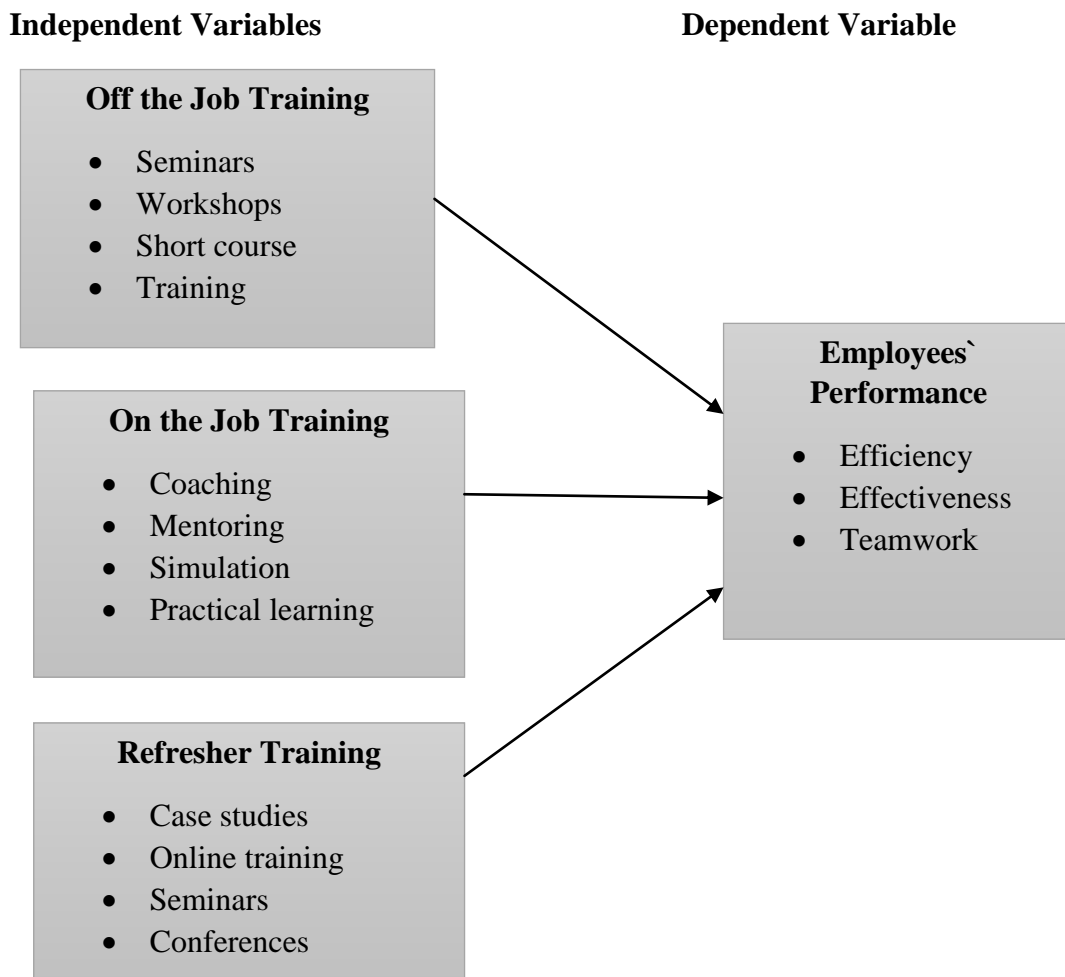 Independent Variables
Dependent Variable
Off the Job Training
• Seminars
• Workshops
• Short course
• Training
On the Job Training
• Coaching
• Mentoring
• Simulation
• Practical learning
Refresher Training
• Case studies
• Online training
• Seminars
• Conferences
Employees`
Performance
• Efficiency
• Effectiveness
• Teamwork